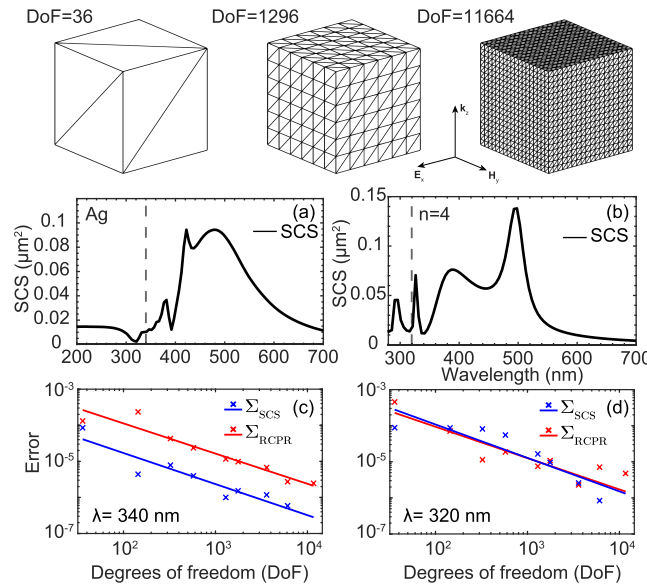 DoF=36 DoF=1296 DoF=11664
k_z
E_x H_y
Ag (a) SCS
SCS (μm²)
0.1
0.08
0.06
0.04
0.02
0
200 300 400 500 600 700
n=4 (b) SCS
SCS (μm²)
0.15
0.1
0.05
0
300 400 500 600 700
Wavelength (nm)
(c)
Σ_SCS
Σ_RCPR
Error
10⁻³
10⁻⁵
10⁻⁷
λ= 340 nm
10² 10³ 10⁴
Degrees of freedom (DoF)
(d)
Σ_SCS
Σ_RCPR
10⁻³
10⁻⁵
10⁻⁷
λ= 320 nm
10² 10³ 10⁴
Degrees of freedom (DoF)